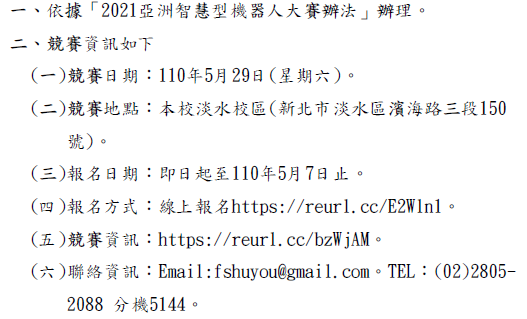 一、依據「2021亞洲智慧型機器人大賽辦法」辦理。
二、競賽資訊如下
(一)競賽日期：110年5月29日(星期六)。
(二)競賽地點：本校淡水校區(新北市淡水區濱海路三段150
號)。
(三)報名日期：即日起至110年5月7日止。
(四)報名方式：線上報名https://reurl.cc/E2Wln1。
(五)競賽資訊：https://reurl.cc/bzWjAM。
(六)聯絡資訊：Email:fshuyou@gmail.com。TEL：(02)2805-
2088 分機5144。